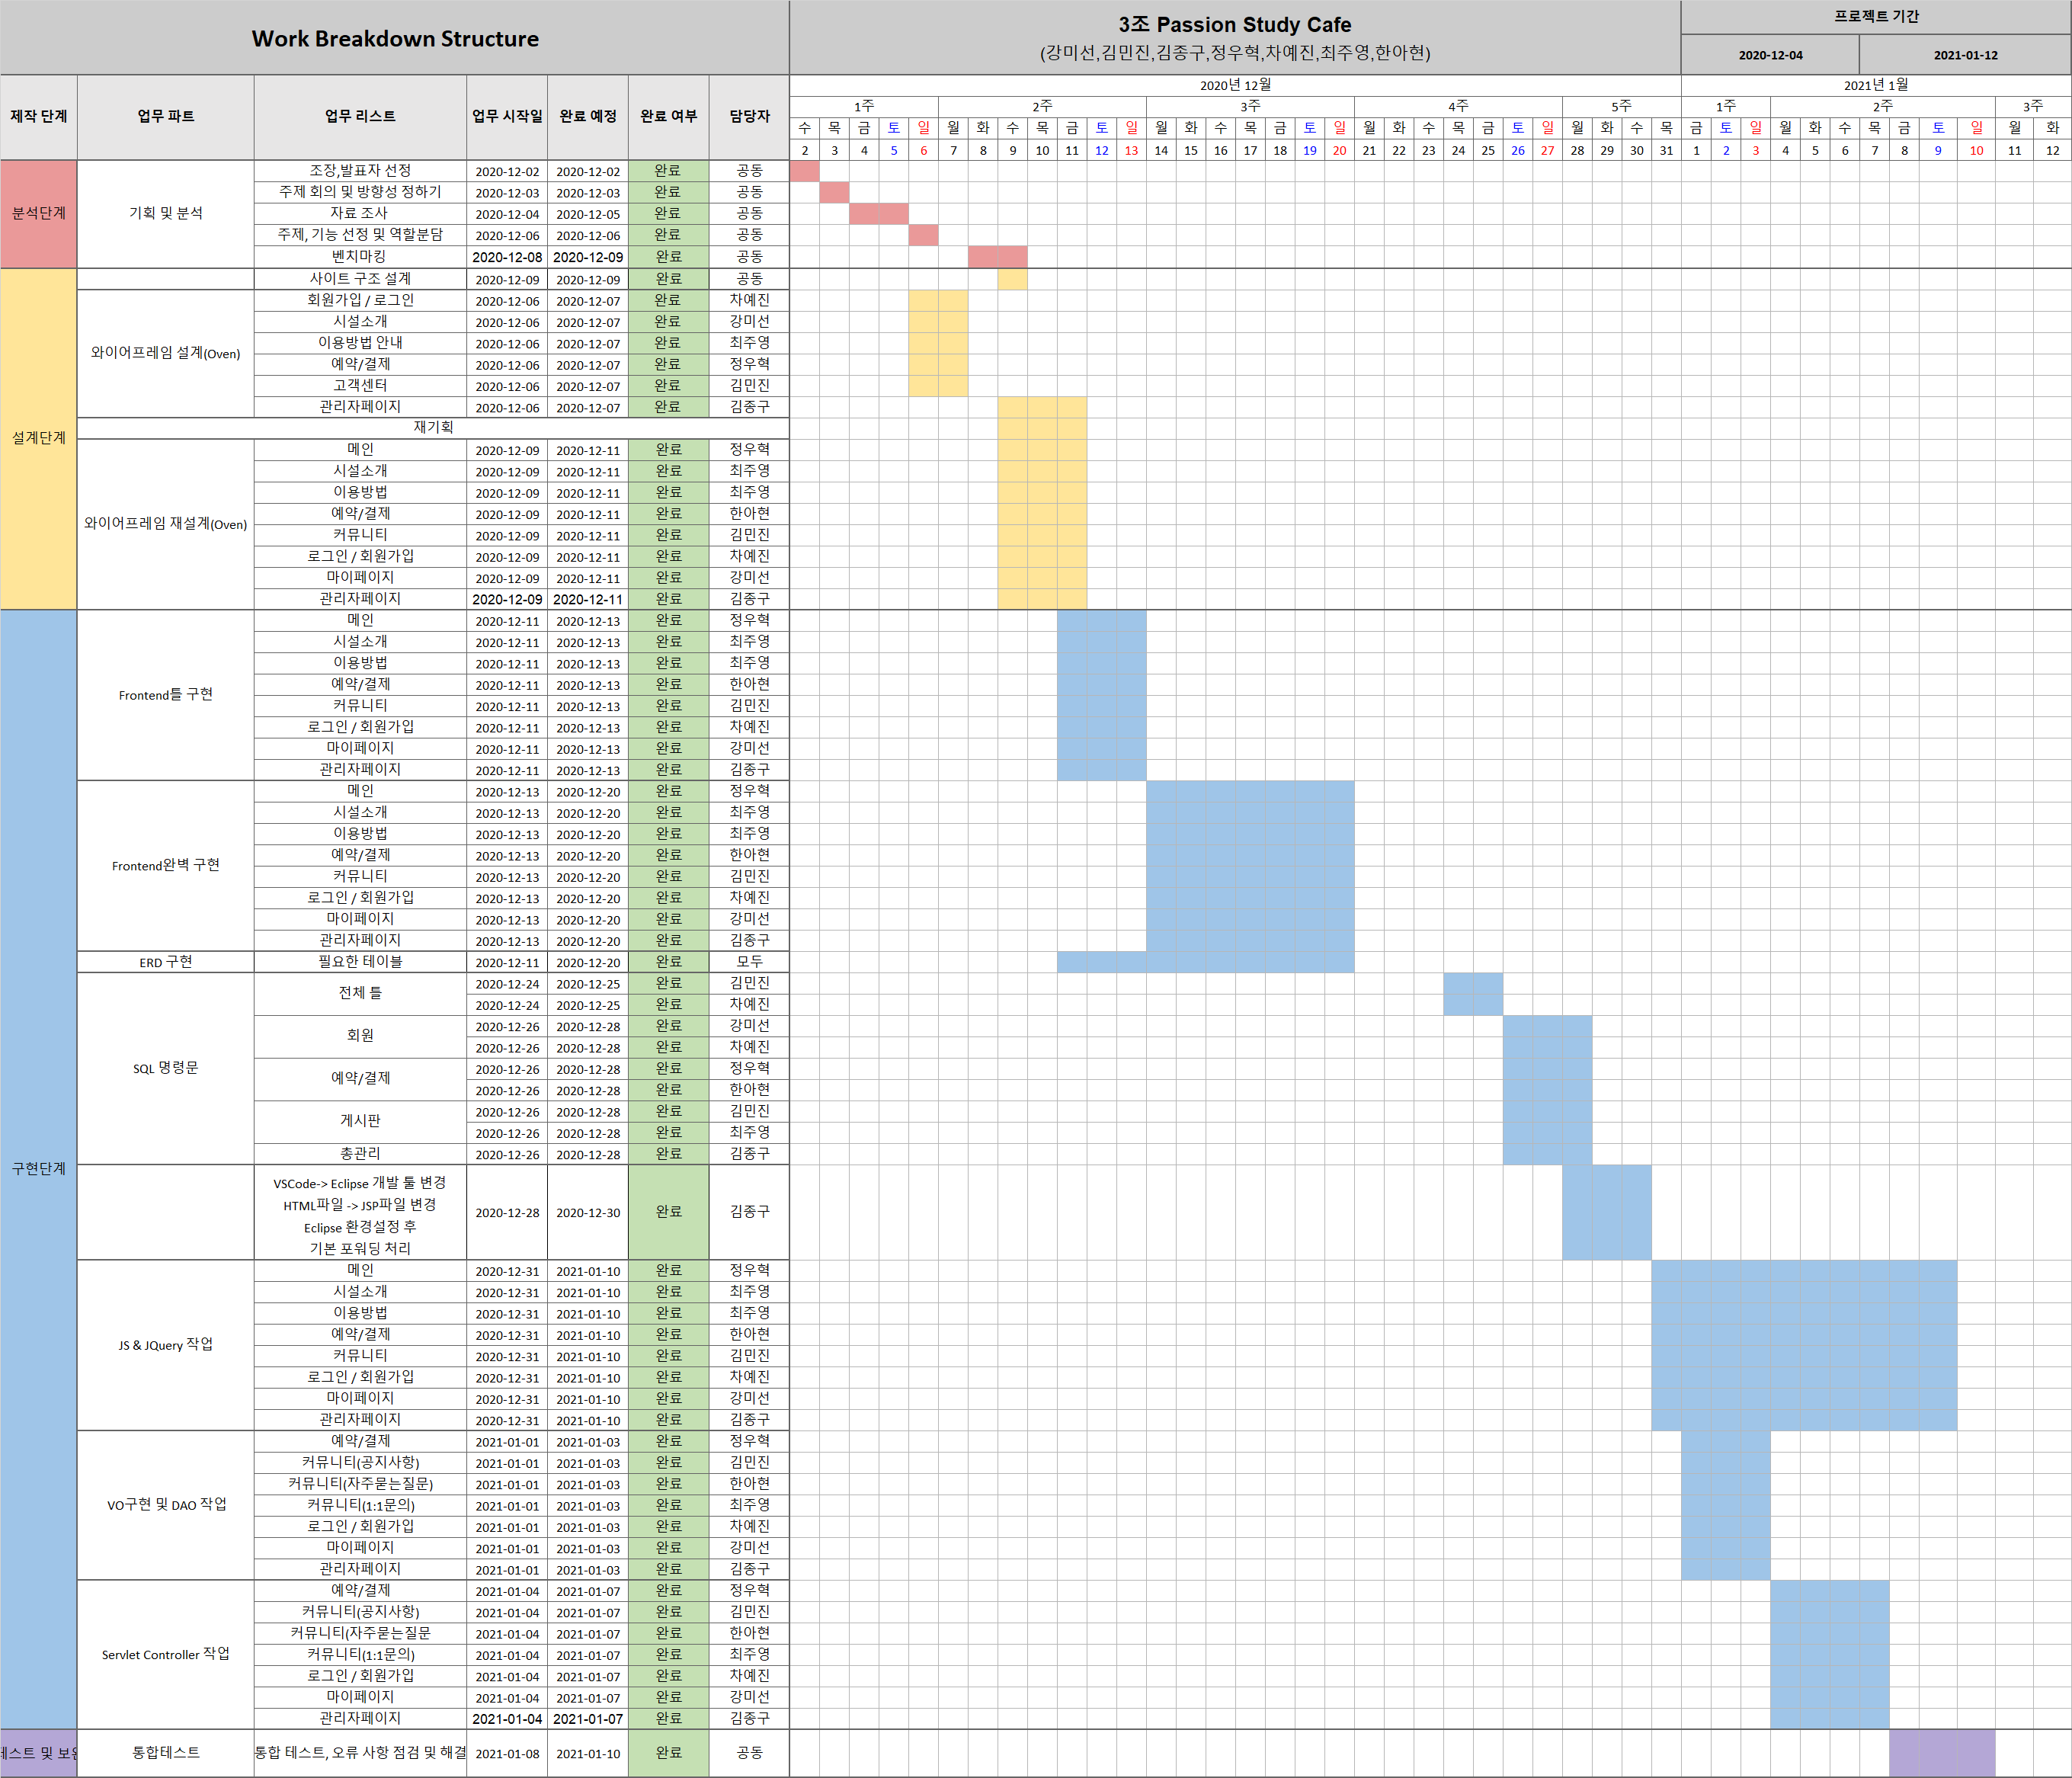 Work Breakdown Structure
3조 Passion Study Cafe
(강미선,김민진,김종구,정우혁,차예진,최주영,한아현)
프로젝트 기간
2020-12-04 2021-01-12
제작 단계 업무 파트 업무 리스트 업무 시작일 완료 예정 완료 여부 담당자
2020년 12월 2021년 1월
1주 2주 3주 4주 5주 1주 2주 3주
수 목 금 토 일 월 화 수 목 금 토 일 월 화 수 목 금 토 일 월 화 수 목 금 토 일 월 화 수 목 금 토 일 월 화 수 목 금 토 일 월 화
2 3 4 5 6 7 8 9 10 11 12 13 14 15 16 17 18 19 20 21 22 23 24 25 26 27 28 29 30 31 1 2 3 4 5 6 7 8 9 10 11 12
분석단계
기획 및 분석
조장,발표자 선정 2020-12-02 2020-12-02 완료 공동
주제 회의 및 방향성 정하기 2020-12-03 2020-12-03 완료 공동
자료 조사 2020-12-04 2020-12-05 완료 공동
주제, 기능 선정 및 역할분담 2020-12-06 2020-12-06 완료 공동
벤치마킹 2020-12-08 2020-12-09 완료 공동
설계단계
사이트 구조 설계 2020-12-09 2020-12-09 완료 공동
와이어프레임 설계(Oven)
회원가입 / 로그인 2020-12-06 2020-12-07 완료 차예진
시설소개 2020-12-06 2020-12-07 완료 강미선
이용방법 안내 2020-12-06 2020-12-07 완료 최주영
예약/결제 2020-12-06 2020-12-07 완료 정우혁
고객센터 2020-12-06 2020-12-07 완료 김민진
관리자페이지 2020-12-06 2020-12-07 완료 김종구
재기획
와이어프레임 재설계(Oven)
메인 2020-12-09 2020-12-11 완료 정우혁
시설소개 2020-12-09 2020-12-11 완료 최주영
이용방법 2020-12-09 2020-12-11 완료 최주영
예약/결제 2020-12-09 2020-12-11 완료 한아현
커뮤니티 2020-12-09 2020-12-11 완료 김민진
로그인 / 회원가입 2020-12-09 2020-12-11 완료 차예진
마이페이지 2020-12-09 2020-12-11 완료 강미선
관리자페이지 2020-12-09 2020-12-11 완료 김종구
구현단계
Frontend틀 구현
메인 2020-12-11 2020-12-13 완료 정우혁
시설소개 2020-12-11 2020-12-13 완료 최주영
이용방법 2020-12-11 2020-12-13 완료 최주영
예약/결제 2020-12-11 2020-12-13 완료 한아현
커뮤니티 2020-12-11 2020-12-13 완료 김민진
로그인 / 회원가입 2020-12-11 2020-12-13 완료 차예진
마이페이지 2020-12-11 2020-12-13 완료 강미선
관리자페이지 2020-12-11 2020-12-13 완료 김종구
Frontend완벽 구현
메인 2020-12-13 2020-12-20 완료 정우혁
시설소개 2020-12-13 2020-12-20 완료 최주영
이용방법 2020-12-13 2020-12-20 완료 최주영
예약/결제 2020-12-13 2020-12-20 완료 한아현
커뮤니티 2020-12-13 2020-12-20 완료 김민진
로그인 / 회원가입 2020-12-13 2020-12-20 완료 차예진
마이페이지 2020-12-13 2020-12-20 완료 강미선
관리자페이지 2020-12-13 2020-12-20 완료 김종구
ERD 구현 필요한 테이블 2020-12-11 2020-12-20 완료 모두
SQL 명령문
전체 틀 2020-12-24 2020-12-25 완료 김민진
2020-12-24 2020-12-25 완료 차예진
회원 2020-12-26 2020-12-28 완료 강미선
2020-12-26 2020-12-28 완료 차예진
예약/결제 2020-12-26 2020-12-28 완료 정우혁
2020-12-26 2020-12-28 완료 한아현
게시판 2020-12-26 2020-12-28 완료 김민진
2020-12-26 2020-12-28 완료 최주영
총관리 2020-12-26 2020-12-28 완료 김종구
VSCode-> Eclipse 개발 툴 변경
HTML파일 -> JSP파일 변경
Eclipse 환경설정 후
기본 포워딩 처리
2020-12-28 2020-12-30 완료 김종구
JS & JQuery 작업
메인 2020-12-31 2021-01-10 완료 정우혁
시설소개 2020-12-31 2021-01-10 완료 최주영
이용방법 2020-12-31 2021-01-10 완료 최주영
예약/결제 2020-12-31 2021-01-10 완료 한아현
커뮤니티 2020-12-31 2021-01-10 완료 김민진
로그인 / 회원가입 2020-12-31 2021-01-10 완료 차예진
마이페이지 2020-12-31 2021-01-10 완료 강미선
관리자페이지 2020-12-31 2021-01-10 완료 김종구
VO구현 및 DAO 작업
예약/결제 2021-01-01 2021-01-03 완료 정우혁
커뮤니티(공지사항) 2021-01-01 2021-01-03 완료 김민진
커뮤니티(자주묻는질문) 2021-01-01 2021-01-03 완료 한아현
커뮤니티(1:1문의) 2021-01-01 2021-01-03 완료 최주영
로그인 / 회원가입 2021-01-01 2021-01-03 완료 차예진
마이페이지 2021-01-01 2021-01-03 완료 강미선
관리자페이지 2021-01-01 2021-01-03 완료 김종구
Servlet Controller 작업
예약/결제 2021-01-04 2021-01-07 완료 정우혁
커뮤니티(공지사항) 2021-01-04 2021-01-07 완료 김민진
커뮤니티(자주묻는질문 2021-01-04 2021-01-07 완료 한아현
커뮤니티(1:1문의) 2021-01-04 2021-01-07 완료 최주영
로그인 / 회원가입 2021-01-04 2021-01-07 완료 차예진
마이페이지 2021-01-04 2021-01-07 완료 강미선
관리자페이지 2021-01-04 2021-01-07 완료 김종구
테스트 및 보완 통합테스트 통합 테스트, 오류 사항 점검 및 해결 2021-01-08 2021-01-10 완료 공동